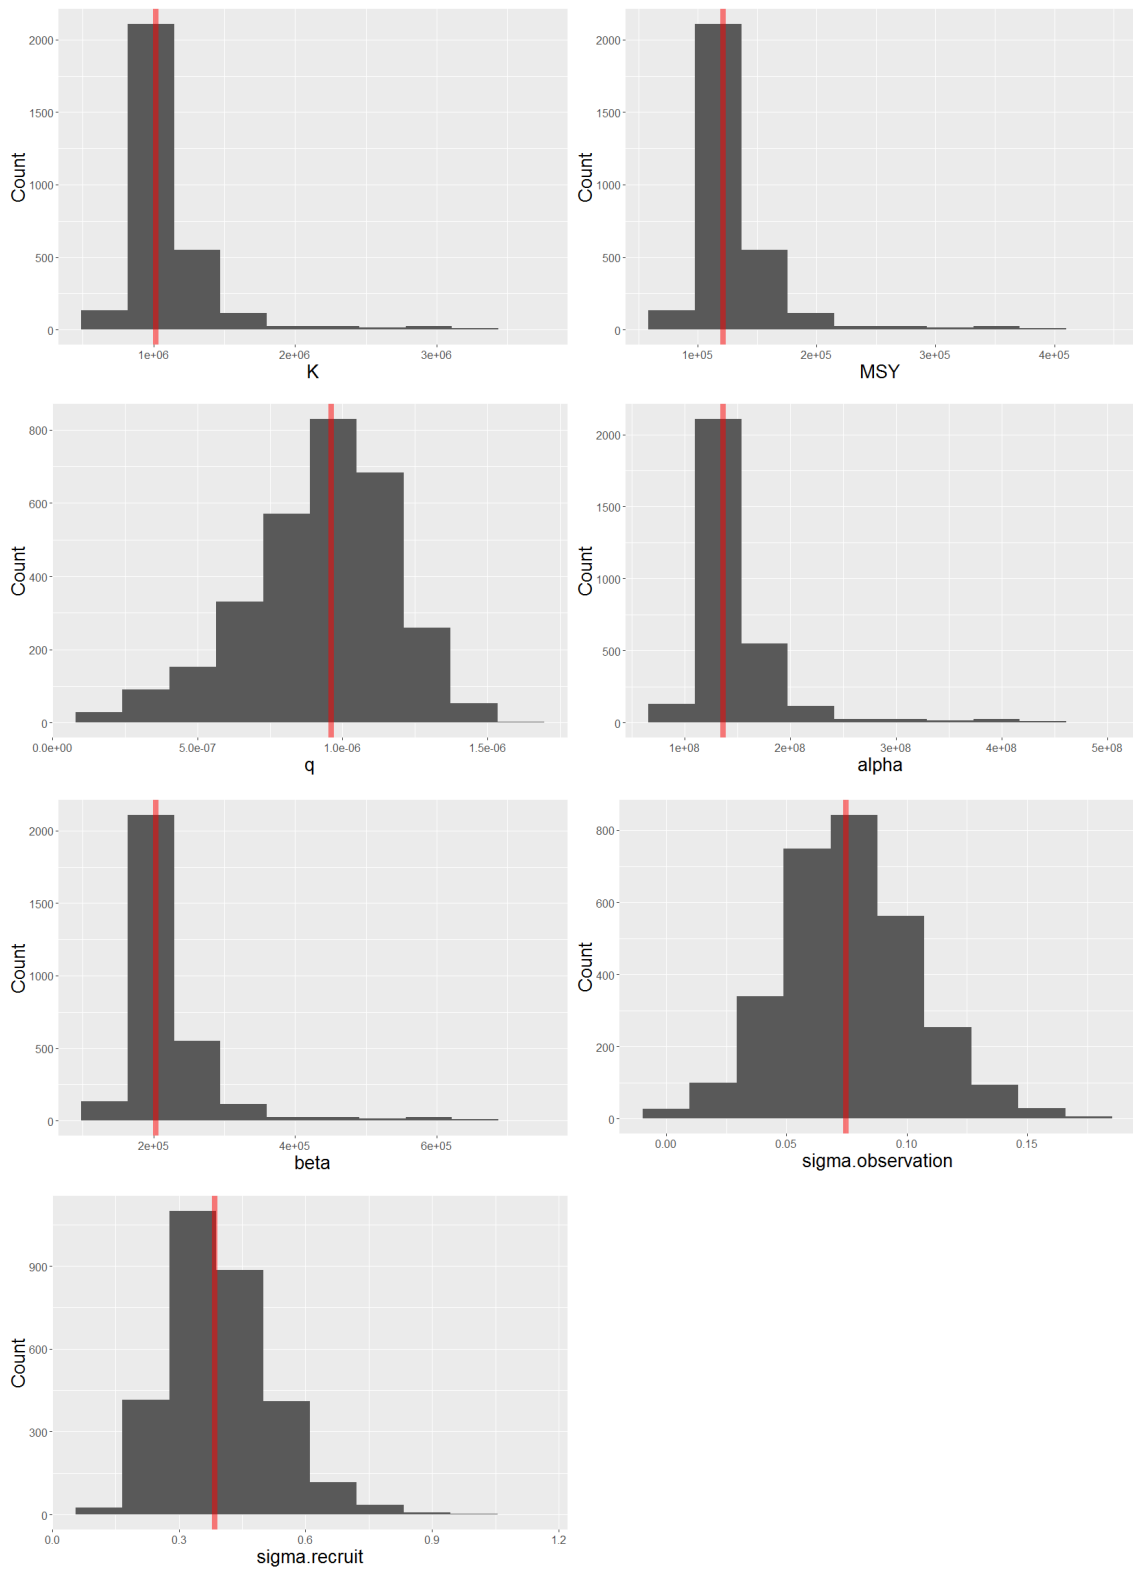 2000
1500
1000
500
0
Count
1e+06 2e+06 3e+06
K
2000
1500
1000
500
0
Count
1e+05 2e+05 3e+05 4e+05
MSY
800
600
400
200
0
Count
0.0e+00 5.0e-07 1.0e-06 1.5e-06
q
2000
1500
1000
500
0
Count
1e+08 2e+08 3e+08 4e+08 5e+08
alpha
2000
1500
1000
500
0
Count
2e+05 4e+05 6e+05
beta
800
600
400
200
0
Count
0.00 0.05 0.10 0.15
sigma.observation
900
600
300
0
Count
0.0 0.3 0.6 0.9 1.2
sigma.recruit